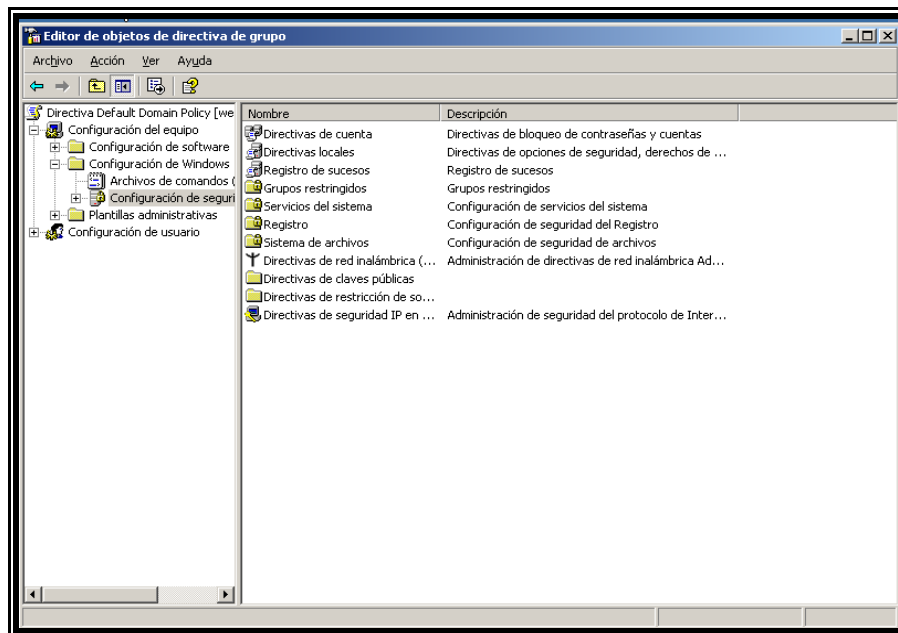 Editor de objetos de directiva de grupo
Archivo Acción Ver Ayuda
Directiva Default Domain Policy [we
Configuración del equipo
Configuración de software
Configuración de Windows
Archivos de comandos (
Configuración de seguri
Plantillas administrativas
Configuración de usuario
Nombre Descripción
Directivas de cuenta Directivas de bloqueo de contraseñas y cuentas
Directivas locales Directivas de opciones de seguridad, derechos de ...
Registro de sucesos Registro de sucesos
Grupos restringidos Grupos restringidos
Servicios del sistema Configuración de servicios del sistema
Registro Configuración de seguridad del Registro
Sistema de archivos Configuración de seguridad de archivos
Directivas de red inalámbrica (... Administración de directivas de red inalámbrica Ad...
Directivas de claves públicas
Directivas de restricción de so...
Directivas de seguridad IP en ... Administración de seguridad del protocolo de Inter...